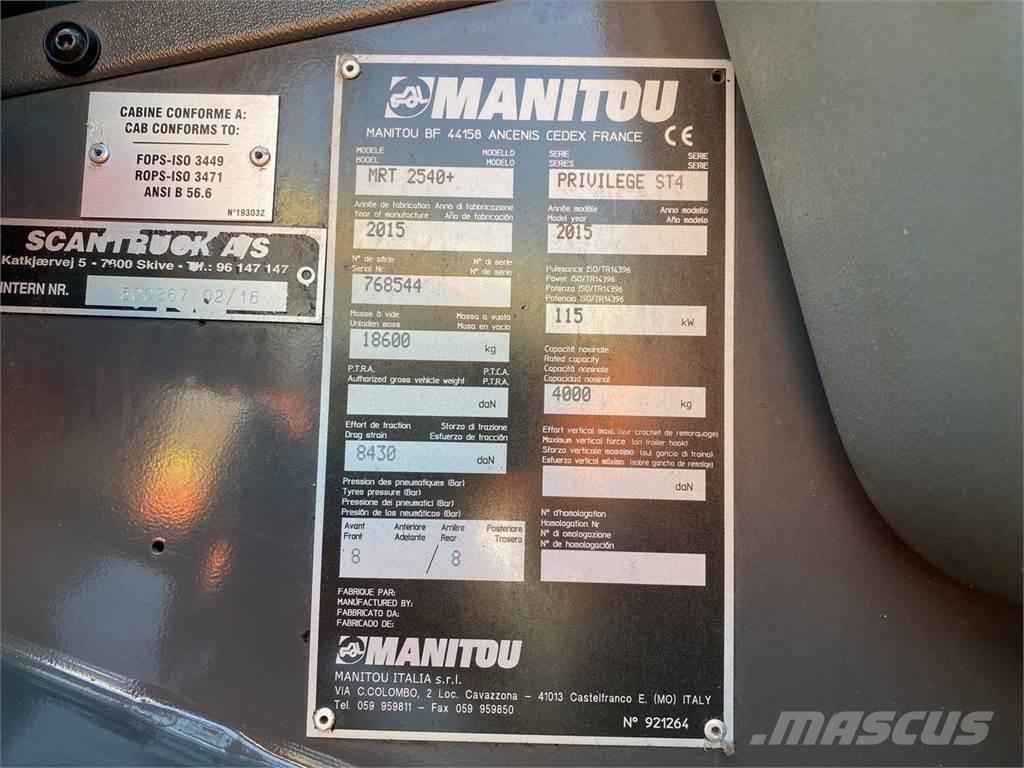 CABINE CONFORME A:
CAB CONFORMS TO:
FOPS-ISO 3449
ROPS-ISO 3471
ANSI B 56.6
N°193032
SCANTRUCK A/S
Katkjærvej 5 - 7800 Skive - Tlf.: 96 147 147
INTERN NR. 02/16
MANITOU
MANITOU BF 44158 ANCENIS CEDEX FRANCE CE
MODELE MODELLO
MODEL MODELO
MRT 2540+
SERIE SERIE
SERIES SERIE
PRIVILEGE ST4
Année de fabrication Anno di fabbricazione
Year of manufacture Año de fabricación
2015
Année modèle Anno modello
Model year Año modelo
2015
N° de série N° di serie
Serial Nr N° de serie
768544
Puissance ISO/TR14396
Power ISO/TR14396
Potenza ISO/TR14396
Potencia ISO/TR14396
115 kW
Masse à vide Massa a vuoto
Unladen mass Masa en vacio
18600 kg
Capacité nominale
Rated capacity
Capacità nominale
Capacidad nominal
4000 kg
P.T.R.A. P.T.C.A.
Authorized gross vehicle weight P.T.R.A.
daN
Effort de traction Sforzo di trazione
Drag strain Esfuerzo de tracción
8430 daN
Effort vertical maxi. (sur crochet de remorquage)
Maximum vertical force (on trailer hook)
Sforzo verticale massimo (sul gancio di traino)
Esfuerzo vertical máximo (sobre gancho de remolque)
daN
Pression des pneumatiques (Bar)
Tyres pressure (Bar)
Pressione dei pneumatici (Bar)
Presión de los neumáticos (Bar)
Avant Anteriore Arrière Posteriore
Front Adelante Rear Trasero
8 / 8
N° d'homologation
Homologation Nr
N° di omologazione
N° de homologación
FABRIQUE PAR:
MANUFACTURED BY:
FABBRICATO DA:
FABRICADO DE:
MANITOU
MANITOU ITALIA s.r.l.
VIA C.COLOMBO, 2 Loc. Cavazzona - 41013 Castelfranco E. (MO) ITALY
Tel. 059 959811 - Fax 059 959850
N° 921264
MASCUS